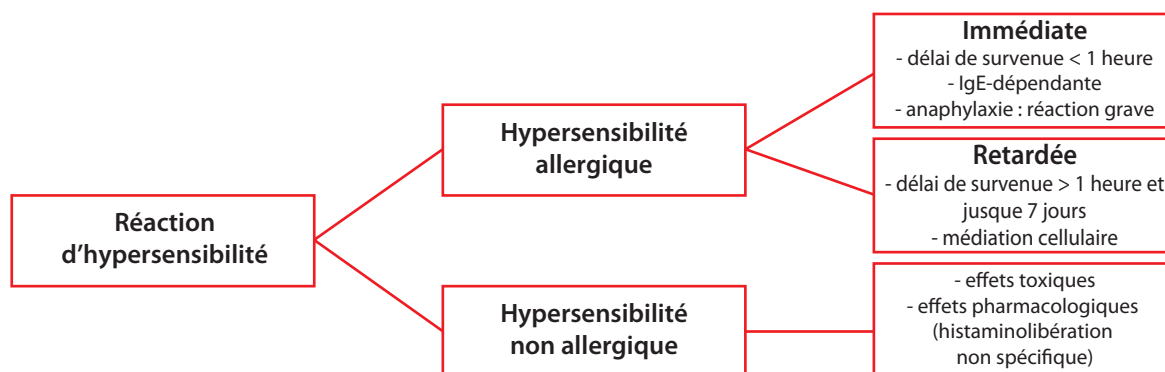 Réaction
d'hypersensibilité
Hypersensibilité
allergique
Immédiate
- délai de survenue < 1 heure
- IgE-dépendante
- anaphylaxie : réaction grave
Retardée
- délai de survenue > 1 heure et
jusque 7 jours
- médiation cellulaire
Hypersensibilité
non allergique
- effets toxiques
- effets pharmacologiques
(histaminolibération
non spécifique)